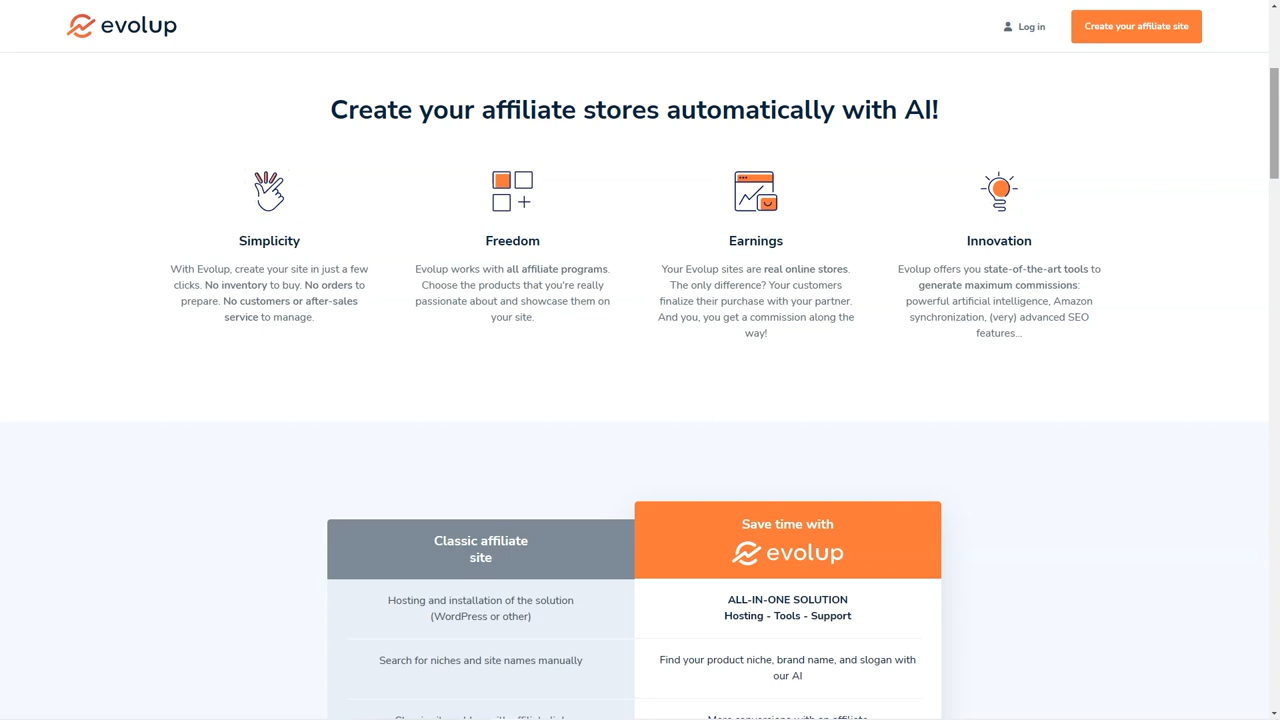 evolup
Log in
Create your affiliate site
Create your affiliate stores automatically with AI!
Simplicity
With Evolup, create your site in just a few
clicks. No inventory to buy. No orders to
prepare. No customers or after-sales
service to manage.
Freedom
Evolup works with all affiliate programs.
Choose the products that you're really
passionate about and showcase them on
your site.
Earnings
Your Evolup sites are real online stores.
The only difference? Your customers
finalize their purchase with your partner.
And you, you get a commission along the
way!
Innovation
Evolup offers you state-of-the-art tools to
generate maximum commissions:
powerful artificial intelligence, Amazon
synchronization, (very) advanced SEO
features...
Classic affiliate
site
Save time with
evolup
Hosting and installation of the solution
(WordPress or other)
ALL-IN-ONE SOLUTION
Hosting - Tools - Support
Search for niches and site names manually
Find your product niche, brand name, and slogan with
our AI